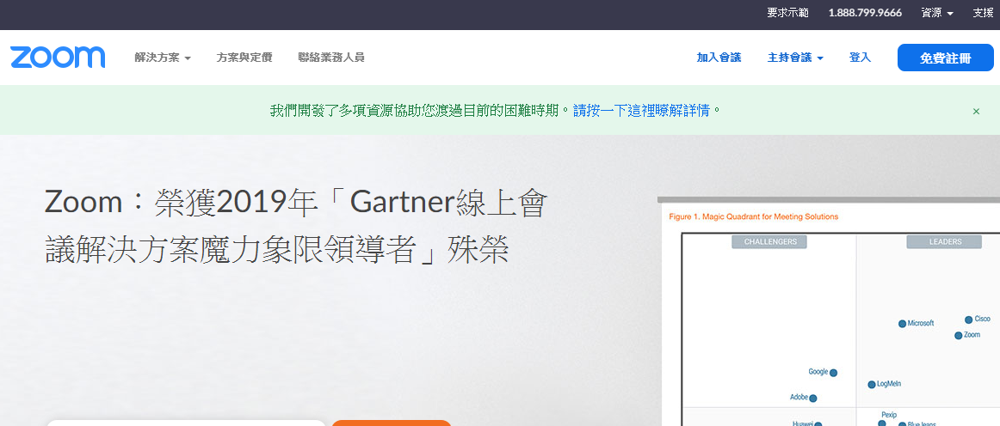 要求示範 1.888.799.9666 資源 支援
zoom 解決方案 方案與定價 聯絡業務人員 加入會議 主持會議 登入 免費註冊
我們開發了多項資源協助您渡過目前的困難時期。請按一下這裡瞭解詳情。 ×
Zoom：榮獲2019年「Gartner線上會
議解決方案魔力象限領導者」殊榮
Figure 1. Magic Quadrant for Meeting Solutions
CHALLENGERS LEADERS
Cisco
Microsoft
Zoom
Google
LogMeIn
Adobe
Pexip
Huawei
Blue Jeans